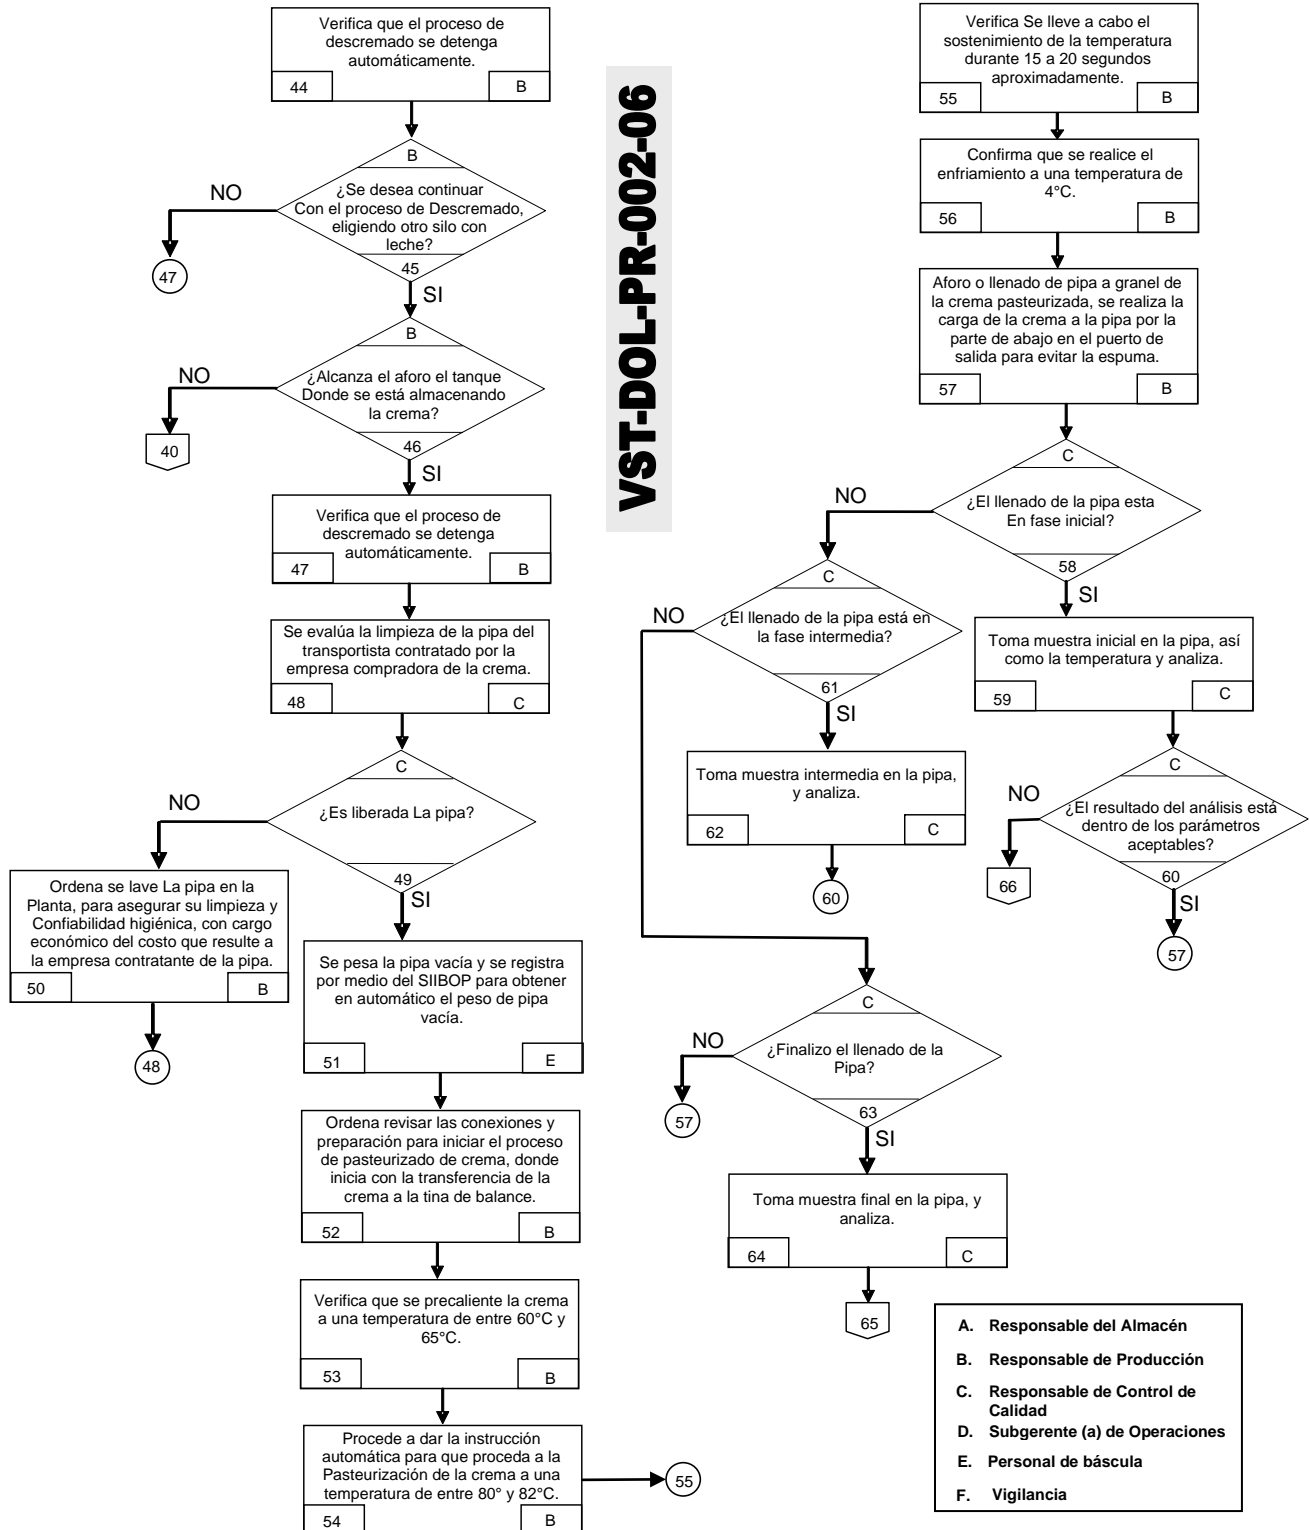 Verifica que el proceso de
descremado se detenga
automáticamente.
44
B
B
¿Se desea continuar
Con el proceso de Descremado,
eligiendo otro silo con
leche?
45
NO
47
SI
B
¿Alcanza el aforo el tanque
Donde se está almacenando
la crema?
46
NO
40
SI
Verifica que el proceso de
descremado se detenga
automáticamente.
47
B
Se evalúa la limpieza de la pipa del
transportista contratado por la
empresa compradora de la crema.
48
C
C
¿Es liberada La pipa?
49
NO
SI
Ordena se lave La pipa en la
Planta, para asegurar su limpieza y
Confiabilidad higiénica, con cargo
económico del costo que resulte a
la empresa contratante de la pipa.
50
B
48
Se pesa la pipa vacía y se registra
por medio del SIIBOP para obtener
en automático el peso de pipa
vacía.
51
E
Ordena revisar las conexiones y
preparación para iniciar el proceso
de pasteurizado de crema, donde
inicia con la transferencia de la
crema a la tina de balance.
52
B
Verifica que se precaliente la crema
a una temperatura de entre 60°C y
65°C.
53
B
Procede a dar la instrucción
automática para que proceda a la
Pasteurización de la crema a una
temperatura de entre 80° y 82°C.
54
B
55
VST-DOL-PR-002-06
Verifica Se lleve a cabo el
sostenimiento de la temperatura
durante 15 a 20 segundos
aproximadamente.
55
B
Confirma que se realice el
enfriamiento a una temperatura de
4°C.
56
B
Aforo o llenado de pipa a granel de
la crema pasteurizada, se realiza la
carga de la crema a la pipa por la
parte de abajo en el puerto de
salida para evitar la espuma.
57
B
C
¿El llenado de la pipa esta
En fase inicial?
58
NO
SI
Toma muestra inicial en la pipa, así
como la temperatura y analiza.
59
C
C
¿El resultado del análisis está
dentro de los parámetros
aceptables?
60
NO
66
SI
57
C
¿El llenado de la pipa está en
la fase intermedia?
61
NO
SI
Toma muestra intermedia en la pipa,
y analiza.
62
C
60
C
¿Finalizo el llenado de la
Pipa?
63
NO
57
SI
Toma muestra final en la pipa, y
analiza.
64
C
65
A. Responsable del Almacén
B. Responsable de Producción
C. Responsable de Control de
Calidad
D. Subgerente (a) de Operaciones
E. Personal de báscula
F. Vigilancia